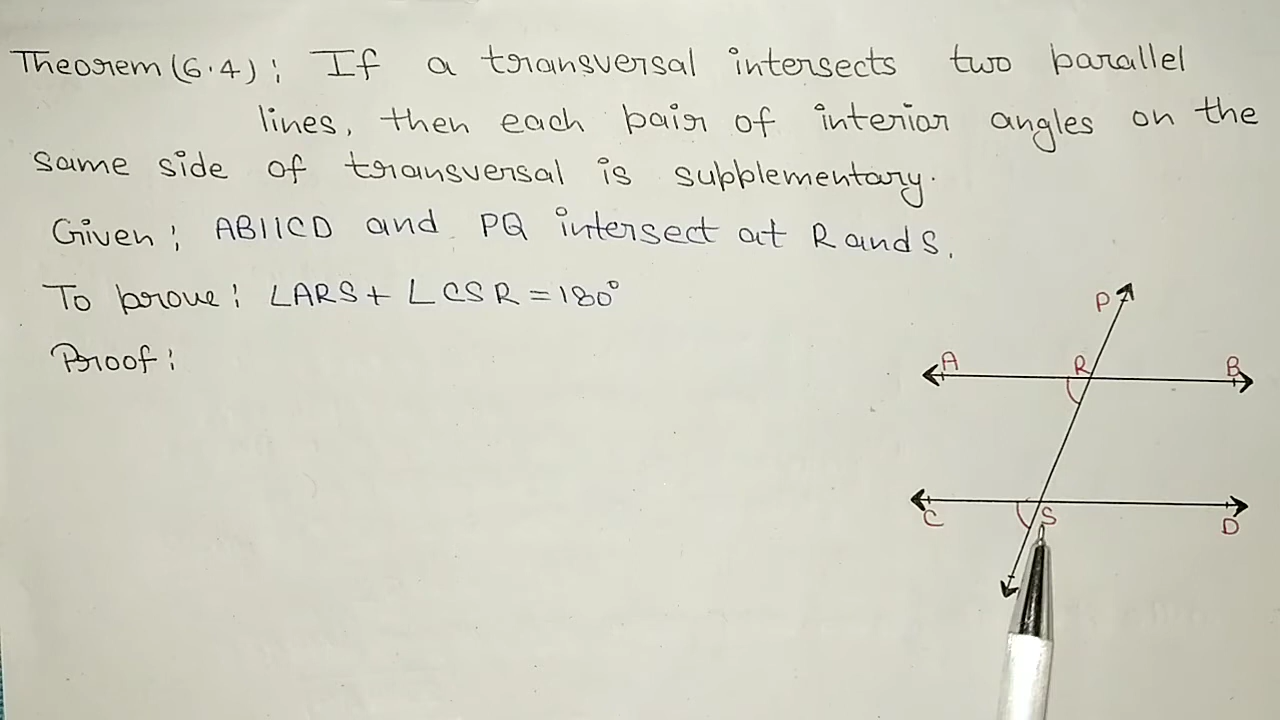 Theorem (6.4) : If a transversal intersects two parallel
lines, then each pair of interior angles on the
same side of transversal is supplementary.
Given : AB||CD and PQ intersect at R and S.
To prove : ∠ARS + ∠CSR = 180°
Proof :
P
A R B
C S D